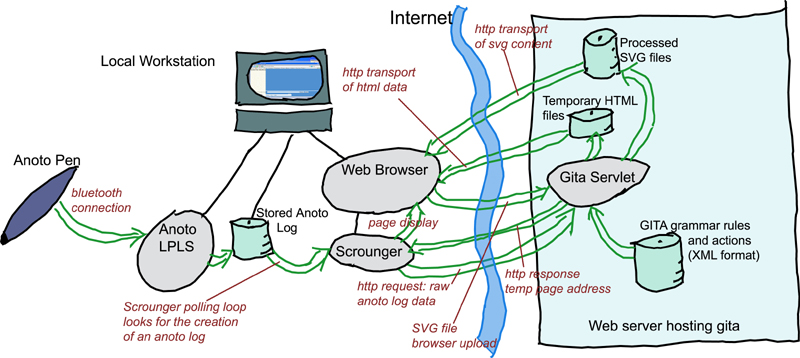 Internet
http transport
of svg content
Processed
SVG files
Local Workstation
http transport
of html data
Temporary HTML
files
Anoto Pen
bluetooth
connection
Web Browser
Gita Servlet
Stored Anoto
Log
page display
Anoto
LPLS
Scrounger
GITA grammar rules
and actions
(XML format)
http response
temp page address
http request: raw
anoto log data
Scrounger polling loop
looks for the creation
of an anoto log
SVG file
browser upload
Web server hosting gita